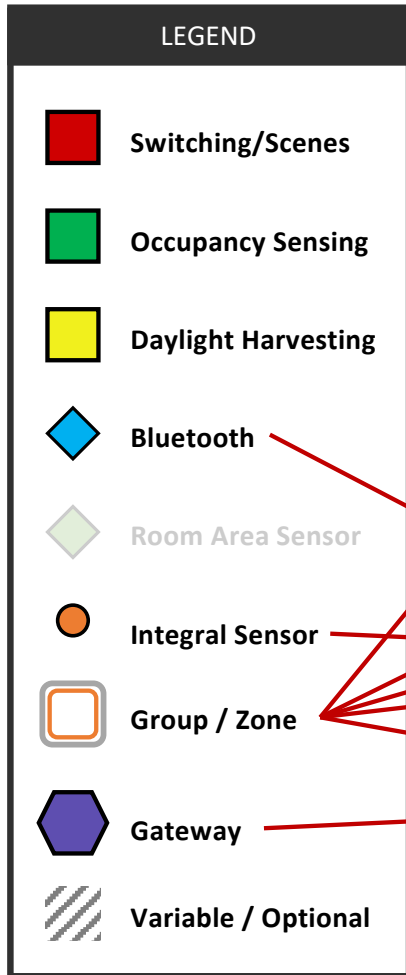 LEGEND
Switching/Scenes
Occupancy Sensing
Daylight Harvesting
Bluetooth
Room Area Sensor
Integral Sensor
Group / Zone
Gateway
Variable / Optional